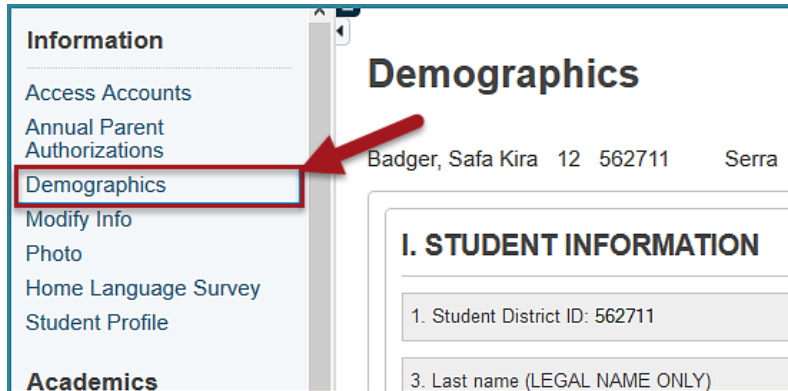 Information
Access Accounts
Annual Parent
Authorizations
Demographics
Modify Info
Photo
Home Language Survey
Student Profile
Academics
Demographics
Badger, Safa Kira 12 562711 Serra
I. STUDENT INFORMATION
1. Student District ID: 562711
3. Last name (LEGAL NAME ONLY)